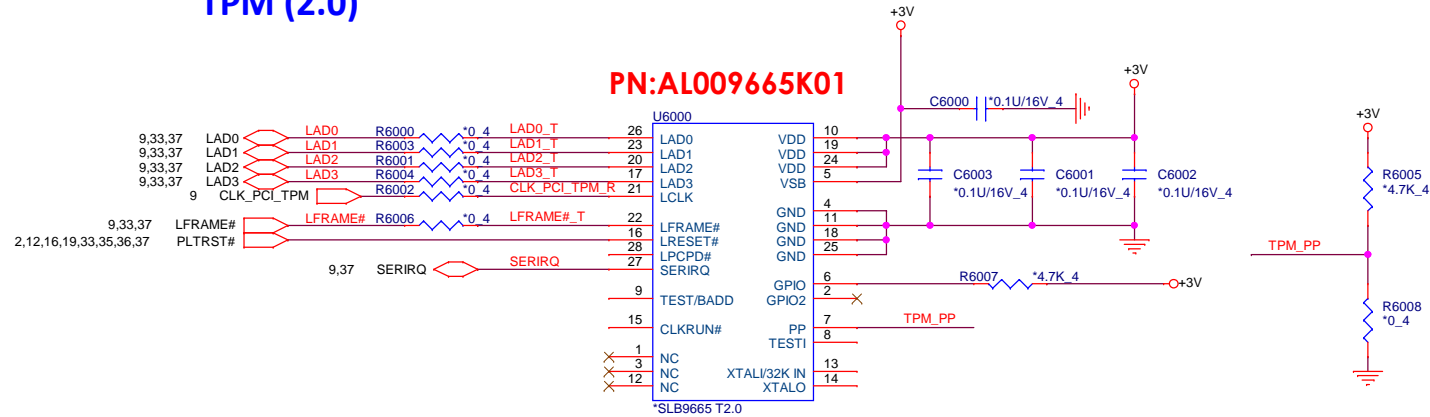 TPM (2.0)
+3V
PN:AL009665K01
+3V
C6000 *0.1U/16V_4
+3V
U6000
9,33,37 LAD0 LAD0 R6000 *0_4 LAD0_T 26 LAD0 VDD 10
9,33,37 LAD1 LAD1 R6003 *0_4 LAD1_T 23 LAD1 VDD 19
9,33,37 LAD2 LAD2 R6001 *0_4 LAD2_T 20 LAD2 VDD 24
9,33,37 LAD3 LAD3 R6004 *0_4 LAD3_T 17 LAD3 VSB 5
9 CLK_PCI_TPM R6002 *0_4 CLK_PCI_TPM_R 21 LCLK
C6003 C6001 C6002
*0.1U/16V_4 *0.1U/16V_4 *0.1U/16V_4
R6005
*4.7K_4
GND 4
9,33,37 LFRAME# LFRAME# R6006 *0_4 LFRAME#_T 22 LFRAME# GND 11
2,12,16,19,33,35,36,37 PLTRST# 16 LRESET# GND 18
28 LPCPD# GND 25
9,37 SERIRQ SERIRQ 27 SERIRQ
TPM_PP
GPIO 6 R6007 *4.7K_4 +3V
9 TEST/BADD GPIO2 2
R6008
*0_4
15 CLKRUN# PP 7 TPM_PP
TESTI 8
1 NC
3 NC XTALI/32K IN 13
12 NC XTALO 14
*SLB9665 T2.0